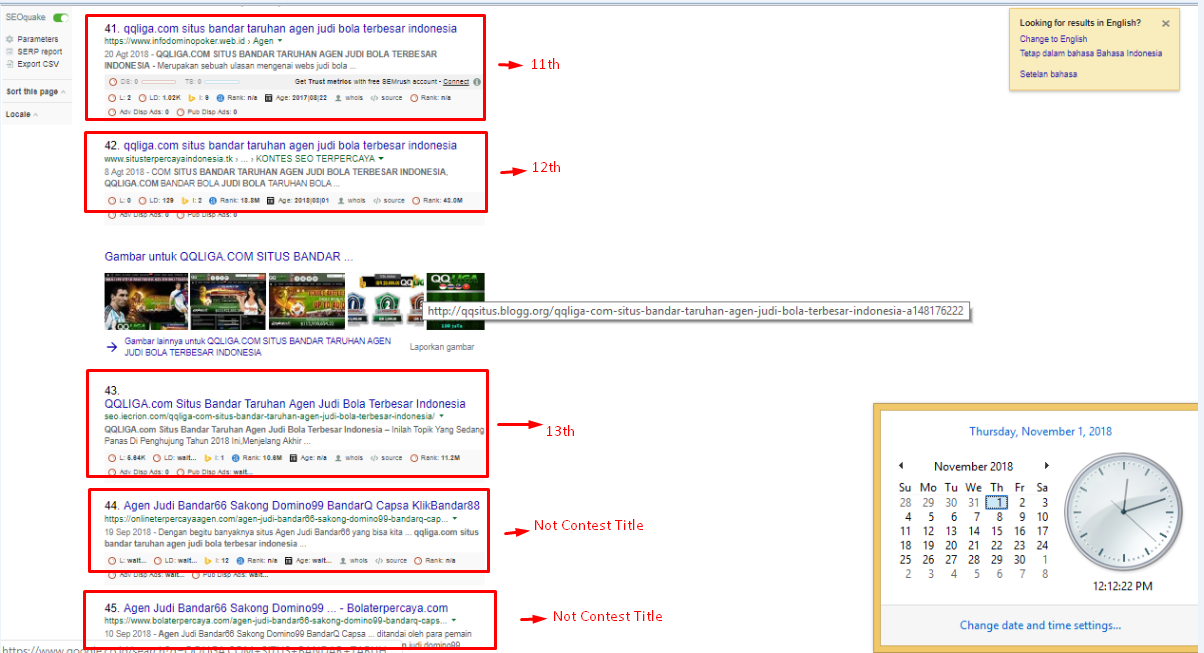 SEOquake
Parameters
SERP report
Export CSV
Sort this page
Locale
41. qqliga.com situs bandar taruhan agen judi bola terbesar indonesia
https://www.infodominopoker.web.id › Agen
20 Agt 2018 - QQLIGA.COM SITUS BANDAR TARUHAN AGEN JUDI BOLA TERBESAR
INDONESIA - Merupakan sebuah ulasan mengenai webs judi bola ...
DS: 0 TS: 0 Get Trust metrics with free SEMrush account - Connect
L: 2 LD: 1.02K I: 9 Rank: n/a Age: 2017|08|22 whois source Rank: n/a
Adv Disp Ads: 0 Pub Disp Ads: 0
11th
42. qqliga.com situs bandar taruhan agen judi bola terbesar indonesia
www.situsterpercayaindonesia.tk › ... › KONTES SEO TERPERCAYA
8 Agt 2018 - COM SITUS BANDAR TARUHAN AGEN JUDI BOLA TERBESAR INDONESIA,
QQLIGA.COM BANDAR BOLA JUDI BOLA TARUHAN BOLA...
L: 0 LD: 129 I: 2 Rank: 18.8M Age: 2018|08|01 whois source Rank: 40.0M
Adv Disp Ads: 0 Pub Disp Ads: 0
12th
Gambar untuk QQLIGA.COM SITUS BANDAR ...
http://qqsitus.blogg.org/qqliga-com-situs-bandar-taruhan-agen-judi-bola-terbesar-indonesia-a148176222
Gambar lainnya untuk QQLIGA.COM SITUS BANDAR TARUHAN AGEN
JUDI BOLA TERBESAR INDONESIA
Laporkan gambar
43.
QQLIGA.com Situs Bandar Taruhan Agen Judi Bola Terbesar Indonesia
seo.iecrion.com/qqliga-com-situs-bandar-taruhan-agen-judi-bola-terbesar-indonesia/
QQLIGA.com Situs Bandar Taruhan Agen Judi Bola Terbesar Indonesia – Inilah Topik Yang Sedang
Panas Di Penghujung Tahun 2018 Ini,Menjelang Akhir ...
L: 5.84K LD: wait... I: 1 Rank: 10.6M Age: n/a whois source Rank: 11.2M
Adv Disp Ads: 0 Pub Disp Ads: wait...
13th
44. Agen Judi Bandar66 Sakong Domino99 BandarQ Capsa KlikBandar88
https://onlineterpercayaagen.com/agen-judi-bandar66-sakong-domino99-bandarq-cap...
19 Sep 2018 - Dengan begitu banyaknya situs Agen Judi Bandar66 yang bisa kita ... qqliga.com situs
bandar taruhan agen judi bola terbesar indonesia ...
L: wait... LD: wait... I: 12 Rank: n/a Age: wait... whois source Rank: n/a
Adv Disp Ads: wait... Pub Disp Ads: wait...
Not Contest Title
45. Agen Judi Bandar66 Sakong Domino99 ... - Bolaterpercaya.com
https://www.bolaterpercaya.com/agen-judi-bandar66-sakong-domino99-bandarq-caps...
10 Sep 2018 - Agen Judi Bandar66 Sakong Domino99 BandarQ Capsa ... ditandai oleh para pemain
judi domino99
Not Contest Title
Looking for results in English?
Change to English
Tetap dalam bahasa Bahasa Indonesia
Setelan bahasa
Thursday, November 1, 2018
November 2018
Su Mo Tu We Th Fr Sa
28 29 30 31 1 2 3
4 5 6 7 8 9 10
11 12 13 14 15 16 17
18 19 20 21 22 23 24
25 26 27 28 29 30 1
2 3 4 5 6 7 8
12:12:22 PM
Change date and time settings...